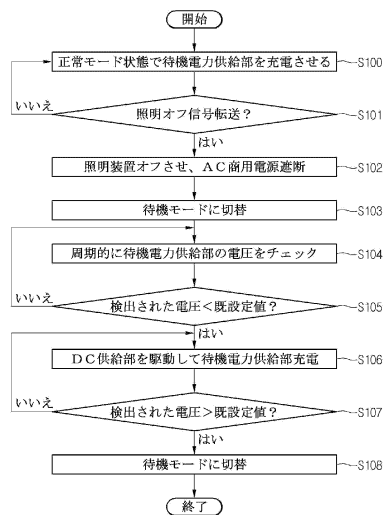 開始
正常モード状態で待機電力供給部を充電させる
S100
いいえ
照明オフ信号転送？
S101
はい
照明装置オフさせ、ＡＣ商用電源遮断
S102
待機モードに切替
S103
周期的に待機電力供給部の電圧をチェック
S104
いいえ
検出された電圧<既設定値？
S105
はい
ＤＣ供給部を駆動して待機電力供給部充電
S106
いいえ
検出された電圧>既設定値？
S107
はい
待機モードに切替
S108
終了